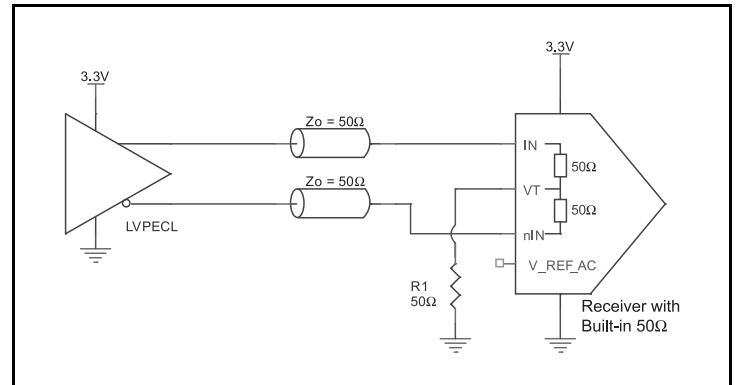 3.3V
3.3V
Zo = 50Ω
IN
50Ω
Zo = 50Ω
VT
50Ω
LVPECL
nIN
V_REF_AC
R1
50Ω
Receiver with
Built-in 50Ω